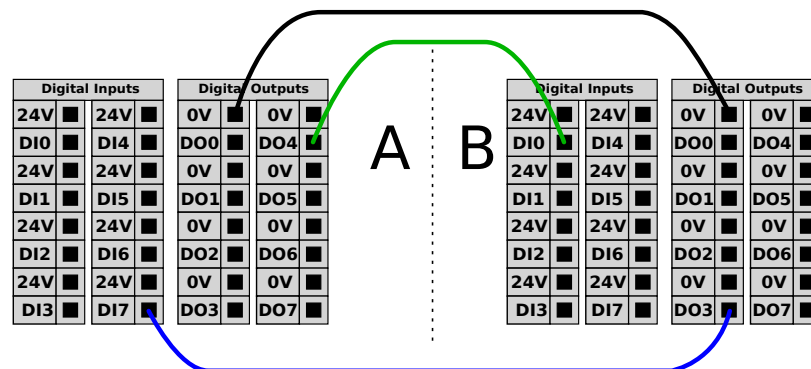 Digital Inputs Digital Outputs Digital Inputs Digital Outputs
24V 24V 0V 0V 24V 24V 0V 0V
DI0 DI4 DO0 DO4 A B DI0 DI4 DO0 DO4
24V 24V 0V 0V 24V 24V 0V 0V
DI1 DI5 DO1 DO5 DI1 DI5 DO1 DO5
24V 24V 0V 0V 24V 24V 0V 0V
DI2 DI6 DO2 DO6 DI2 DI6 DO2 DO6
24V 24V 0V 0V 24V 24V 0V 0V
DI3 DI7 DO3 DO7 DI3 DI7 DO3 DO7